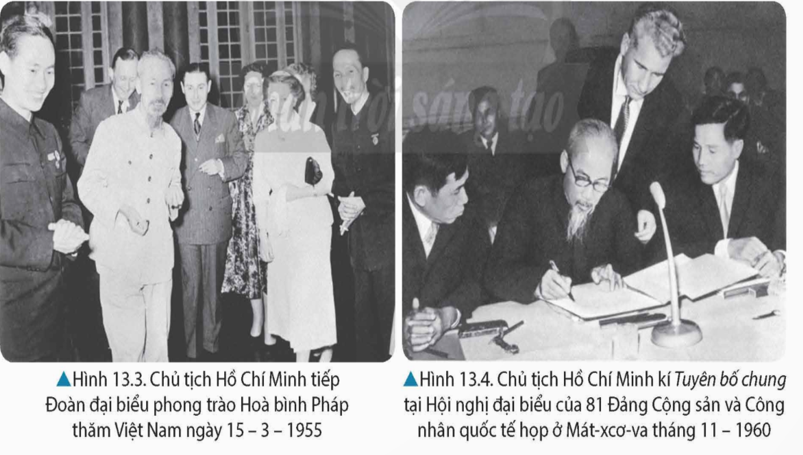 Chân trời sáng tạo
▲Hình 13.3. Chủ tịch Hồ Chí Minh tiếp
Đoàn đại biểu phong trào Hoà bình Pháp
thăm Việt Nam ngày 15 – 3 – 1955
▲Hình 13.4. Chủ tịch Hồ Chí Minh kí Tuyên bố chung
tại Hội nghị đại biểu của 81 Đảng Cộng sản và Công
nhân quốc tế họp ở Mát-xcơ-va tháng 11 – 1960